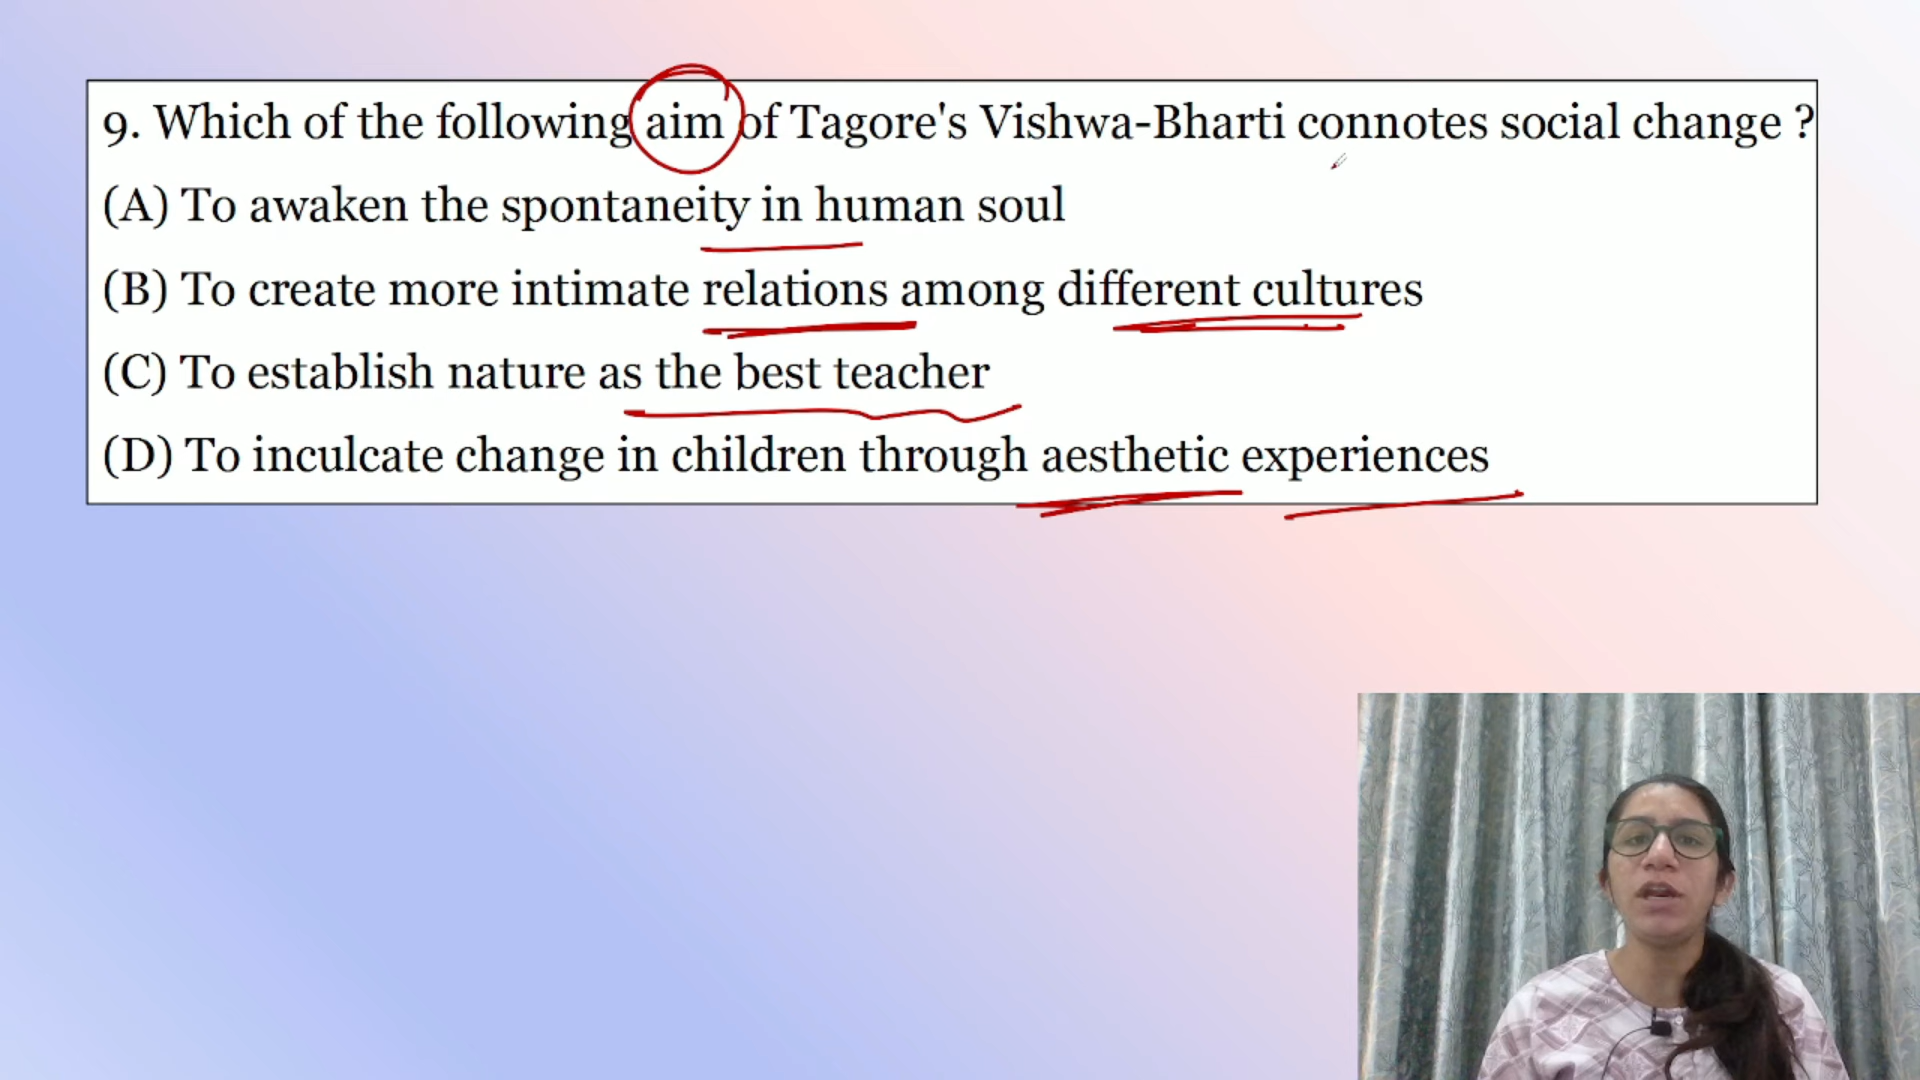 9. Which of the following aim of Tagore's Vishwa-Bharti connotes social change ?
(A) To awaken the spontaneity in human soul
(B) To create more intimate relations among different cultures
(C) To establish nature as the best teacher
(D) To inculcate change in children through aesthetic experiences